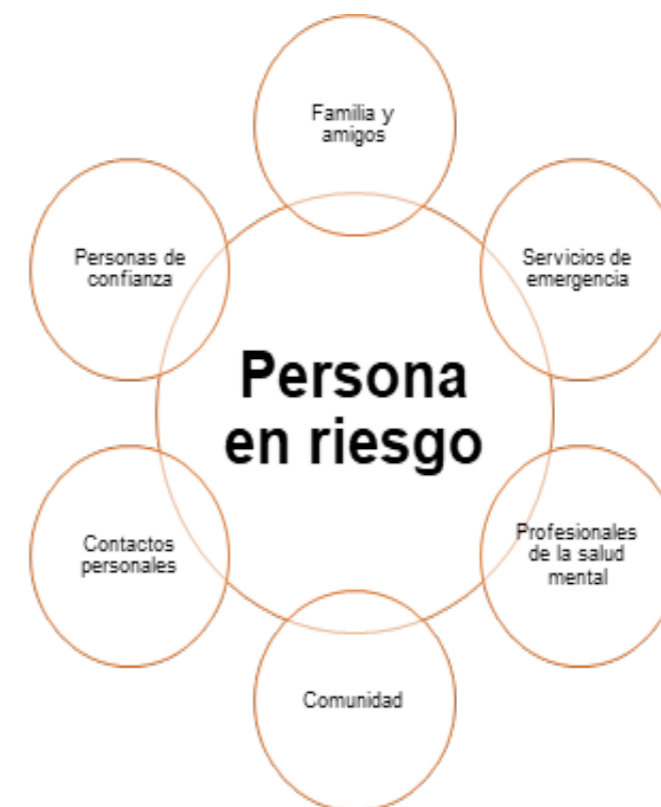 Familia y
amigos
Personas de
confianza
Servicios de
emergencia
Persona
en riesgo
Contactos
personales
Profesionales
de la salud
mental
Comunidad